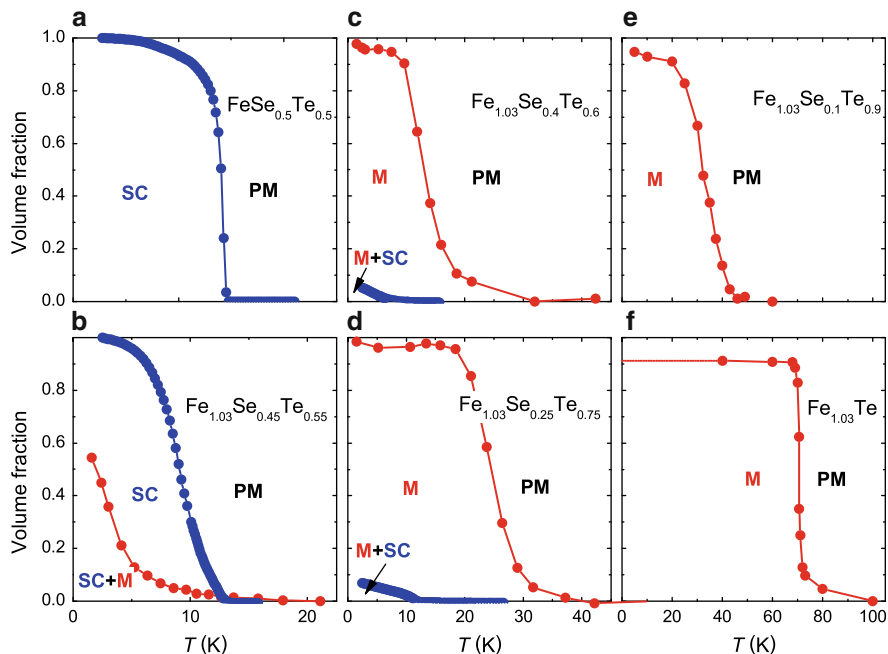 a
1.0
0.8
0.6
0.4
0.2
0.0
Volume fraction
FeSe0.5Te0.5
SC
PM
c
Fe1.03Se0.4Te0.6
M
PM
M+SC
e
Fe1.03Se0.1Te0.9
M
PM
b
0.8
0.6
0.4
0.2
0.0
Volume fraction
Fe1.03Se0.45Te0.55
SC
PM
SC+M
0
10
20
T (K)
d
Fe1.03Se0.25Te0.75
M
PM
M+SC
0
10
20
30
40
T (K)
f
Fe1.03Te
M
PM
0
20
40
60
80
100
T (K)